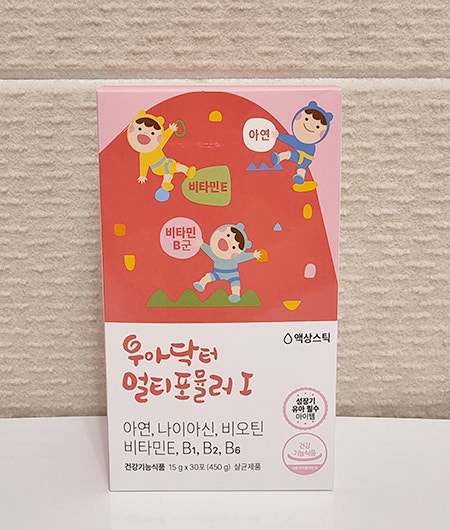 아연
비타민E
비타민
B군
액상스틱
우아닥터
멀티포뮬러 I
성장기
유아 필수
아이템
아연, 나이아신, 비오틴
비타민E, B1, B2, B6
건강
기능식품
건강기능식품 15 g x 30포 (450 g) 살균제품